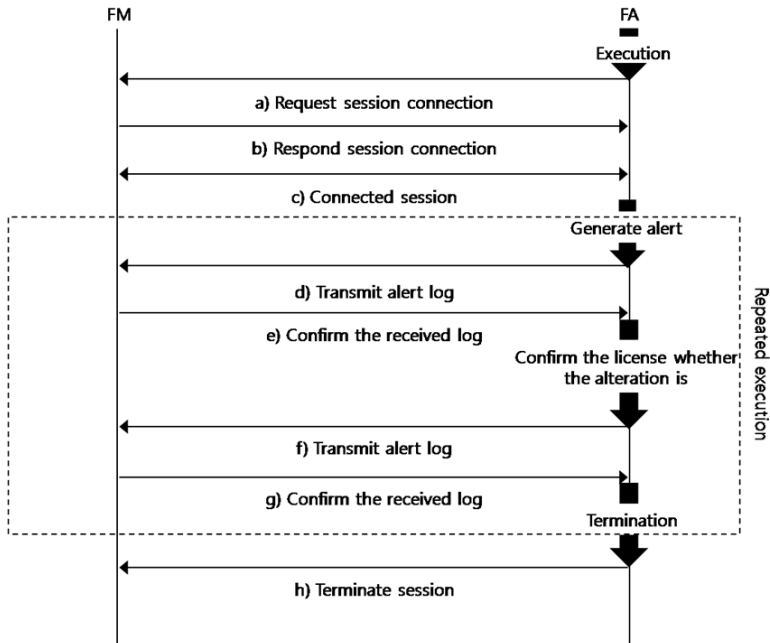 FM
FA
Execution
a) Request session connection
b) Respond session connection
c) Connected session
Generate alert
d) Transmit alert log
e) Confirm the received log
Confirm the license whether
the alteration is
f) Transmit alert log
g) Confirm the received log
Termination
h) Terminate session
Repeated execution